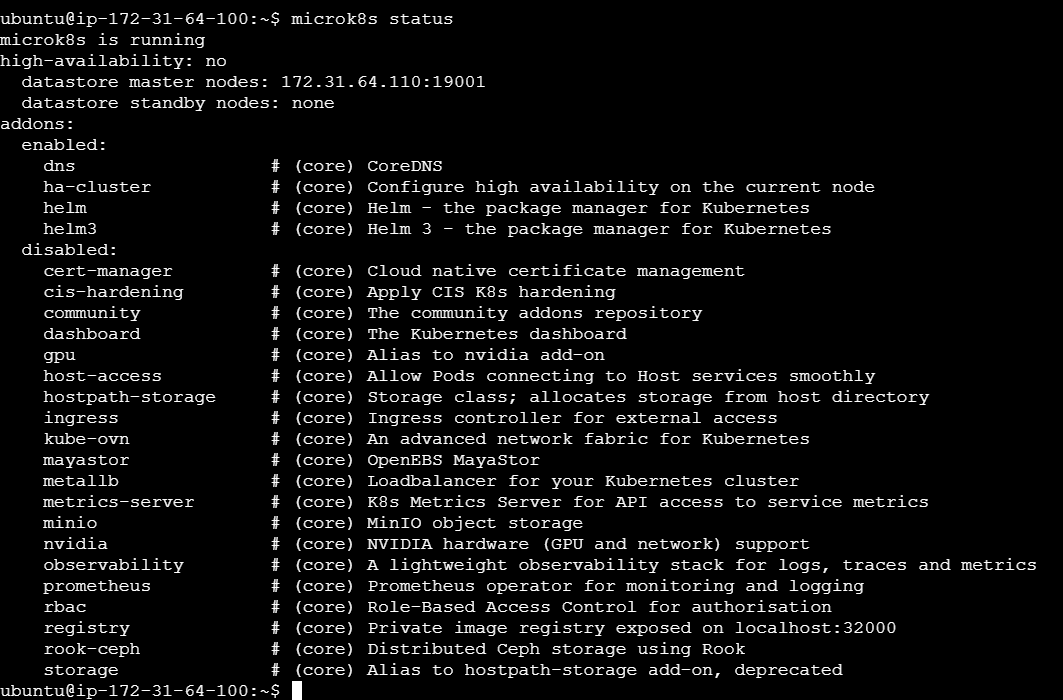 ubuntu@ip-172-31-64-100:~$ microk8s status
microk8s is running
high-availability: no
  datastore master nodes: 172.31.64.110:19001
  datastore standby nodes: none
addons:
  enabled:
    dns                  # (core) CoreDNS
    ha-cluster           # (core) Configure high availability on the current node
    helm                 # (core) Helm - the package manager for Kubernetes
    helm3                # (core) Helm 3 - the package manager for Kubernetes
  disabled:
    cert-manager         # (core) Cloud native certificate management
    cis-hardening        # (core) Apply CIS K8s hardening
    community            # (core) The community addons repository
    dashboard            # (core) The Kubernetes dashboard
    gpu                  # (core) Alias to nvidia add-on
    host-access          # (core) Allow Pods connecting to Host services smoothly
    hostpath-storage     # (core) Storage class; allocates storage from host directory
    ingress              # (core) Ingress controller for external access
    kube-ovn             # (core) An advanced network fabric for Kubernetes
    mayastor             # (core) OpenEBS MayaStor
    metallb              # (core) Loadbalancer for your Kubernetes cluster
    metrics-server       # (core) K8s Metrics Server for API access to service metrics
    minio                # (core) MinIO object storage
    nvidia               # (core) NVIDIA hardware (GPU and network) support
    observability        # (core) A lightweight observability stack for logs, traces and metrics
    prometheus           # (core) Prometheus operator for monitoring and logging
    rbac                 # (core) Role-Based Access Control for authorisation
    registry             # (core) Private image registry exposed on localhost:32000
    rook-ceph            # (core) Distributed Ceph storage using Rook
    storage              # (core) Alias to hostpath-storage add-on, deprecated
ubuntu@ip-172-31-64-100:~$